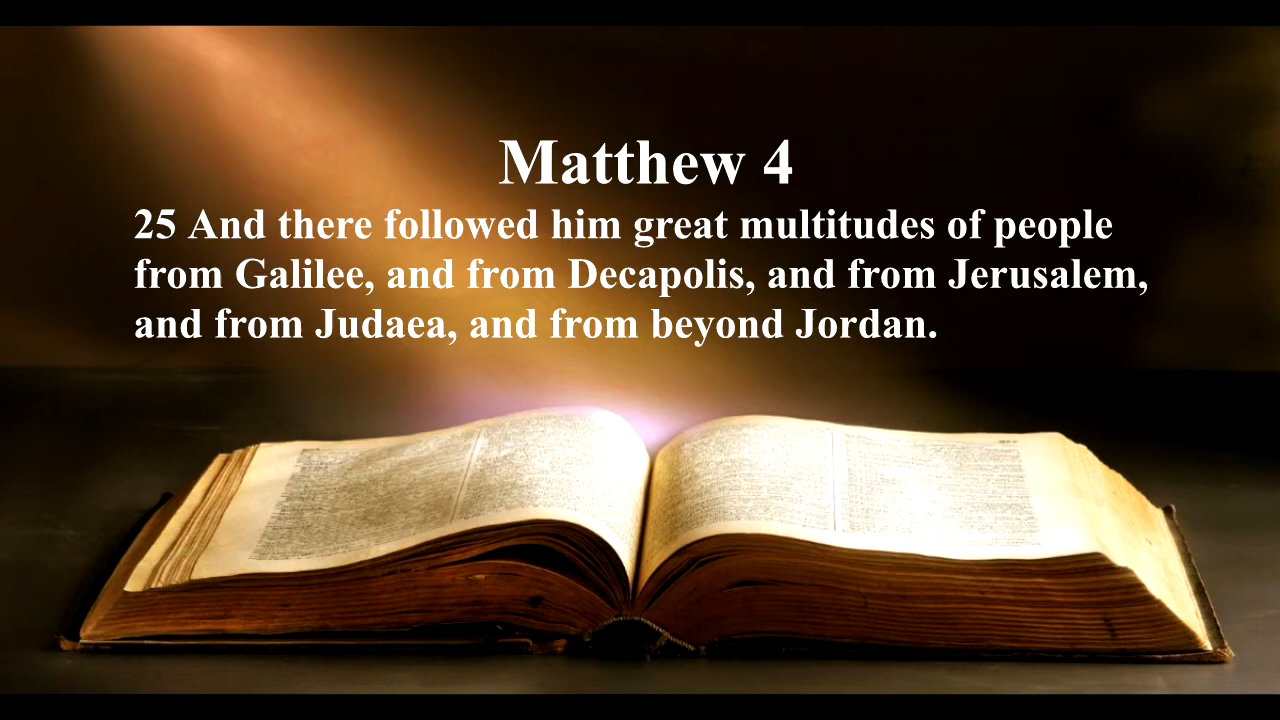 Matthew 4
25 And there followed him great multitudes of people
from Galilee, and from Decapolis, and from Jerusalem,
and from Judaea, and from beyond Jordan.